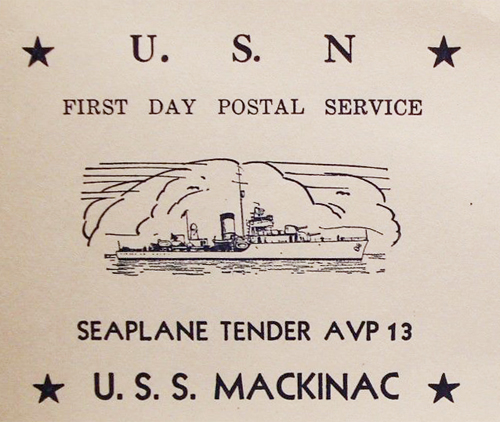 U. S. N
FIRST DAY POSTAL SERVICE
SEAPLANE TENDER AVP 13
U. S. S. MACKINAC